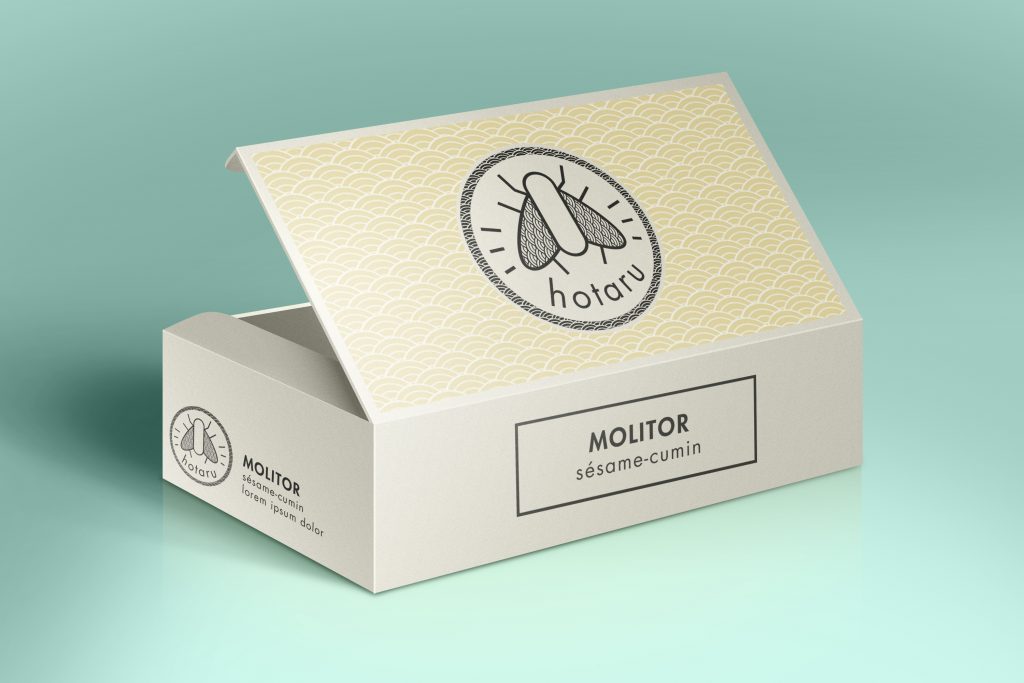 hotaru
MOLITOR
sésame-cumin
hotaru
MOLITOR
sésame-cumin
lorem ipsum dolor